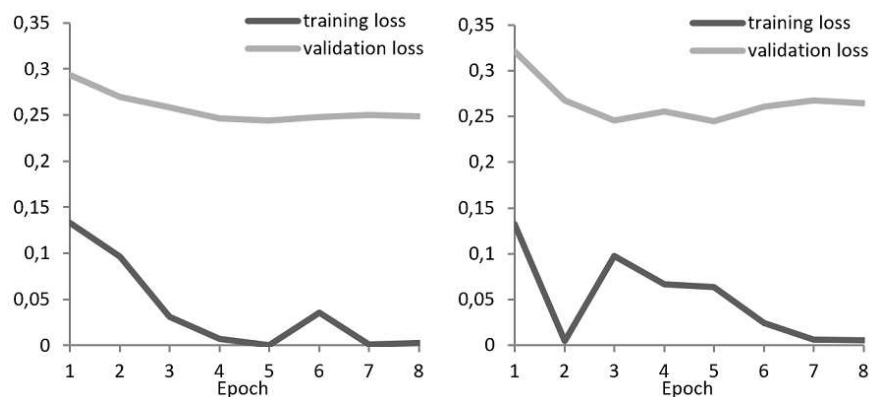 0,35
0,3
0,25
0,2
0,15
0,1
0,05
0
training loss
validation loss
1 2 3 4 5 6 7 8
Epoch
0,35
0,3
0,25
0,2
0,15
0,1
0,05
0
training loss
validation loss
1 2 3 4 5 6 7 8
Epoch